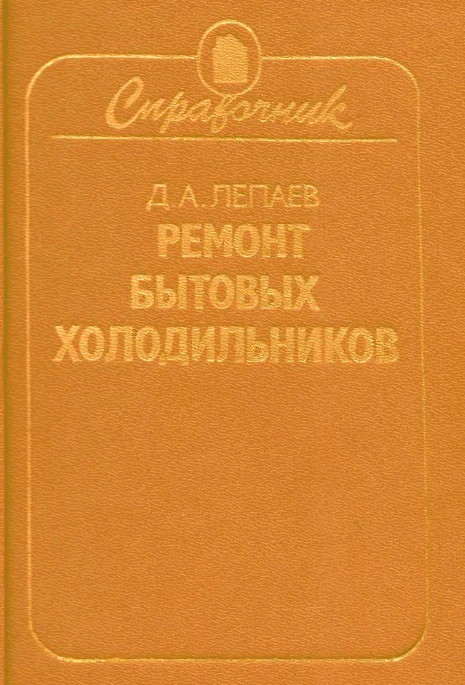 Справочник
Д. А. ЛЕПАЕВ
РЕМОНТ
БЫТОВЫХ
ХОЛОДИЛЬНИКОВ